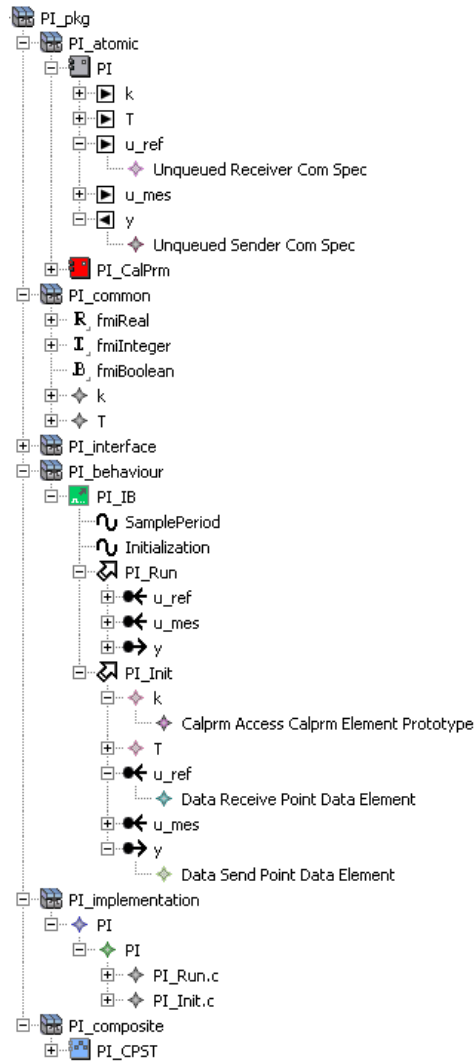 PI_pkg
PI_atomic
PI
k
T
u_ref
Unqueued Receiver Com Spec
u_mes
y
Unqueued Sender Com Spec
PI_CalPrm
PI_common
R fmiReal
I fmiInteger
B fmiBoolean
k
T
PI_interface
PI_behaviour
PI_IB
SamplePeriod
Initialization
PI_Run
u_ref
u_mes
y
PI_Init
k
Calprm Access Calprm Element Prototype
T
u_ref
Data Receive Point Data Element
u_mes
y
Data Send Point Data Element
PI_implementation
PI
PI
PI_Run.c
PI_Init.c
PI_composite
PI_CPST